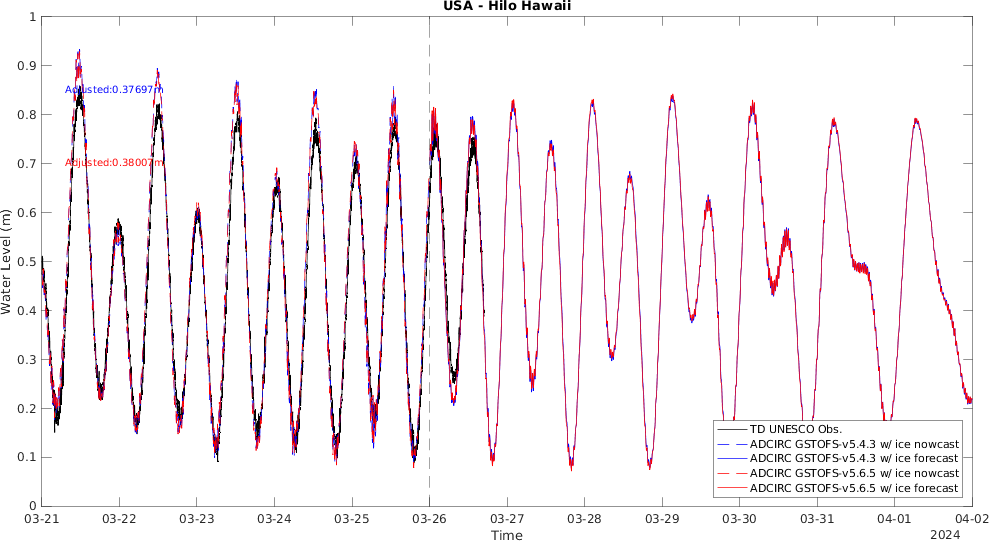 USA - Hilo Hawaii
1
0.9
0.8
0.7
0.6
0.5
0.4
0.3
0.2
0.1
0
Water Level (m)
Adjusted:0.37697m
Adjusted:0.38007m
TD UNESCO Obs.
ADCIRC GSTOFS-v5.4.3 w/ ice nowcast
ADCIRC GSTOFS-v5.4.3 w/ ice forecast
ADCIRC GSTOFS-v5.6.5 w/ ice nowcast
ADCIRC GSTOFS-v5.6.5 w/ ice forecast
03-21 03-22 03-23 03-24 03-25 03-26 03-27 03-28 03-29 03-30 03-31 04-01 04-02
Time
2024